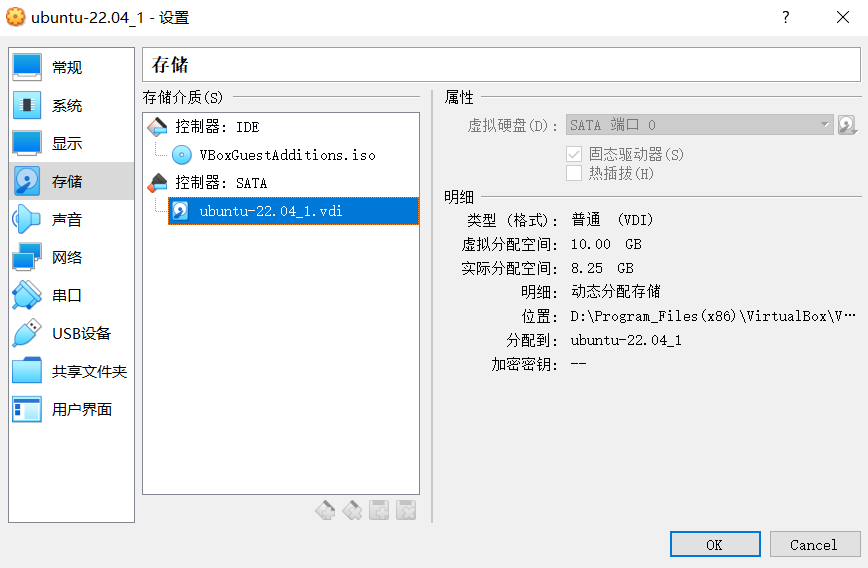 ubuntu-22.04_1 - 设置
?
常规
系统
显示
存储
声音
网络
串口
USB设备
共享文件夹
用户界面
存储
存储介质(S)
控制器: IDE
VBoxGuestAdditions.iso
控制器: SATA
ubuntu-22.04_1.vdi
属性
虚拟硬盘(D): SATA 端口 0
固态驱动器(S)
热插拔(H)
明细
类型 (格式): 普通 (VDI)
虚拟分配空间: 10.00 GB
实际分配空间: 8.25 GB
明细: 动态分配存储
位置: D:\Program_Files(x86)\VirtualBox\V···
分配到: ubuntu-22.04_1
加密密钥: --
OK
Cancel